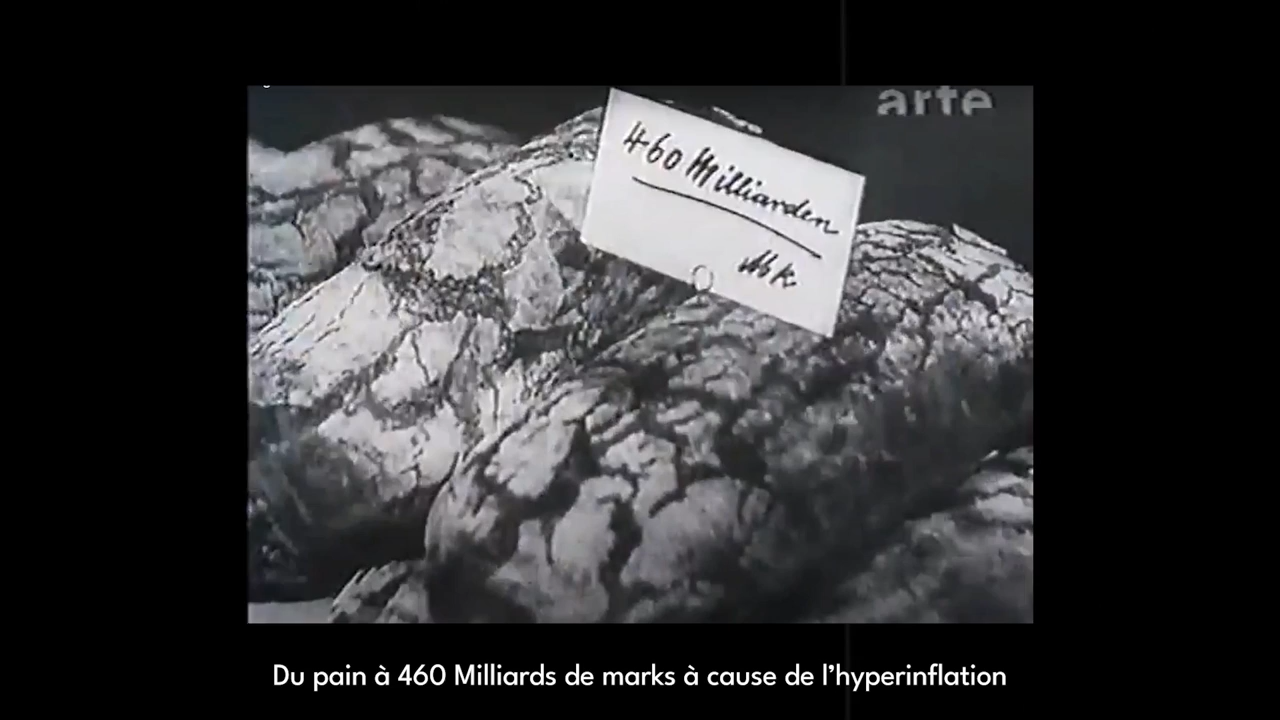 arte
460 Milliarden
Mk
Du pain à 460 Milliards de marks à cause de l’hyperinflation